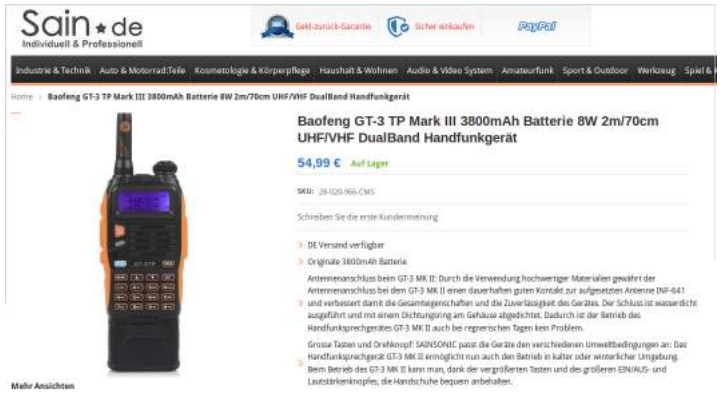 Sain de
Individuell & Professionell
Geld-zurück-Garantie
Sicher einkaufen
PayPal
Industrie & Technik Auto & Motorrad:Teile Kosmetologie & Körperpflege Haushalt & Wohnen Audio & Video System Amateurfunk Sport & Outdoor Werkzeug Spiel &
Home Baofeng GT-3 TP Mark III 3800mAh Batterie 8W 2m/70cm UHF/VHF DualBand Handfunkgerät
Baofeng GT-3 TP Mark III 3800mAh Batterie 8W 2m/70cm
UHF/VHF DualBand Handfunkgerät
54,99 € Auf Lager
SKU: 28-020-966-CMS
Schreiben Sie die erste Kundenmeinung
DE Versand verfügbar
Originale 3800mAh Batterie
Antennenanschluss beim GT-3 MK II: Durch die Verwendung hochwertiger Materialien gewährt der
Antennenanschluss bei dem GT-3 MK II einen dauerhaften guten Kontakt zur aufgesetzten Antenne INF-641
und verbessert damit die Gesamteigenschaften und die Zuverlässigkeit des Gerätes. Der Schluss ist wasserdicht
ausgeführt und mit einem Dichtungsring am Gehäuse abgedichtet. Dadurch ist der Betrieb des
Handfunksprechgerätes GT-3 MK II auch bei regnerischen Tagen kein Problem.
Grosse Tasten und Drehknopf: SAINSONIC passt die Geräte den verschiedenen Umweltbedingungen an: Das
Handfunksprechgerät GT-3 MK II ermöglicht nun auch den Betrieb in kalter oder winterlicher Umgebung.
Beim Betrieb des GT-3 MK II kann man, dank der vergrößerten Tasten und des größeren EIN/AUS- und
Lautstärkenknopfes, die Handschuhe bequem anbehalten.
Mehr Ansichten